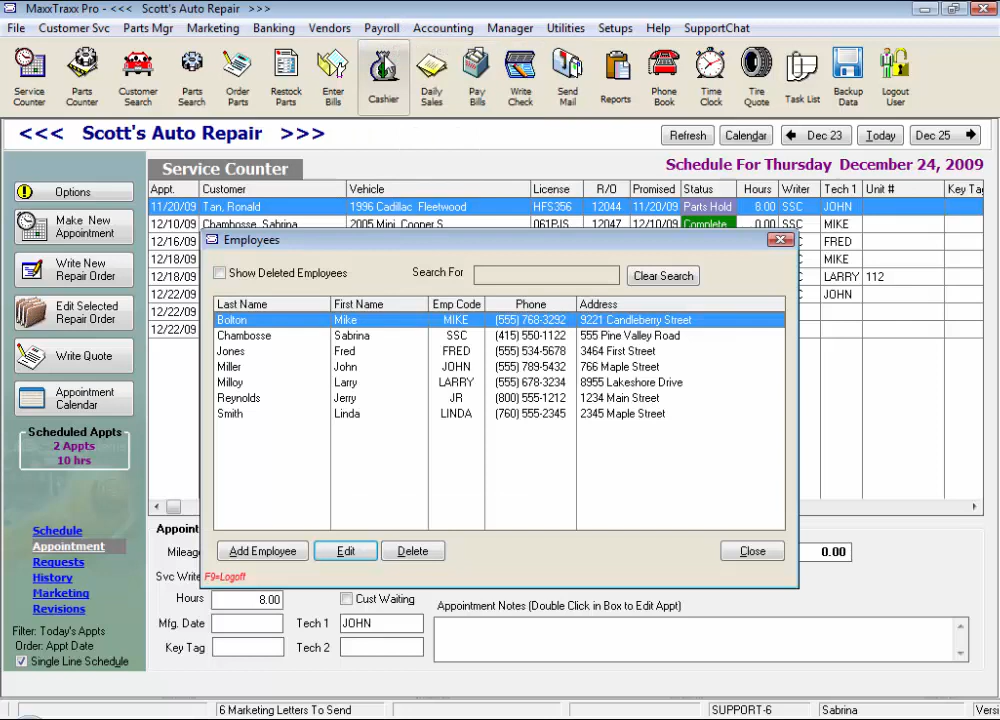 MaxxTraxx Pro - <<< Scott's Auto Repair >>>
File Customer Svc Parts Mgr Marketing Banking Vendors Payroll Accounting Manager Utilities Setups Help SupportChat
Service Counter
Parts Counter
Customer Search
Parts Search
Order Parts
Restock Parts
Enter Bills
Cashier
Daily Sales
Pay Bills
Write Check
Send Mail
Reports
Phone Book
Time Clock
Tire Quote
Task List
Backup Data
Logout User
<<< Scott's Auto Repair >>>
Refresh Calendar Dec 23 Today Dec 25
Service Counter
Schedule For Thursday December 24, 2009
Appt. Customer Vehicle License R/O Promised Status Hours Writer Tech 1 Unit # Key Tag
11/20/09 Tan, Ronald 1996 Cadillac Fleetwood HFS356 12044 11/20/09 Parts Hold 8.00 SSC JOHN
12/10/09 Chambosse, Sabrina 2005 Mini Cooper S 061PJS 12047 12/10/09 Complete 0.00 SSC MIKE
12/16/09 FRED
12/18/09 MIKE
12/18/09 LARRY 112
12/22/09 JOHN
12/22/09
12/22/09
Options
Make New Appointment
Write New Repair Order
Edit Selected Repair Order
Write Quote
Appointment Calendar
Scheduled Appts
2 Appts
10 hrs
Schedule
Appointment
Requests
History
Marketing
Revisions
Filter: Today's Appts
Order: Appt Date
Single Line Schedule
Employees
Show Deleted Employees Search For Clear Search
Last Name First Name Emp Code Phone Address
Bolton Mike MIKE (555) 768-3292 9221 Candleberry Street
Chambosse Sabrina SSC (415) 550-1122 555 Pine Valley Road
Jones Fred FRED (555) 534-5678 3464 First Street
Miller John JOHN (555) 789-5432 766 Maple Street
Milloy Larry LARRY (555) 678-3234 8955 Lakeshore Drive
Reynolds Jerry JR (800) 555-1212 1234 Main Street
Smith Linda LINDA (760) 555-2345 2345 Maple Street
Add Employee Edit Delete Close
F9=Logoff
Appoint
Mileag 0.00
Svc Write
Hours 8.00 Cust Waiting Appointment Notes (Double Click in Box to Edit Appt)
Mfg. Date Tech 1 JOHN
Key Tag Tech 2
6 Marketing Letters To Send SUPPORT-6 Sabrina Versi